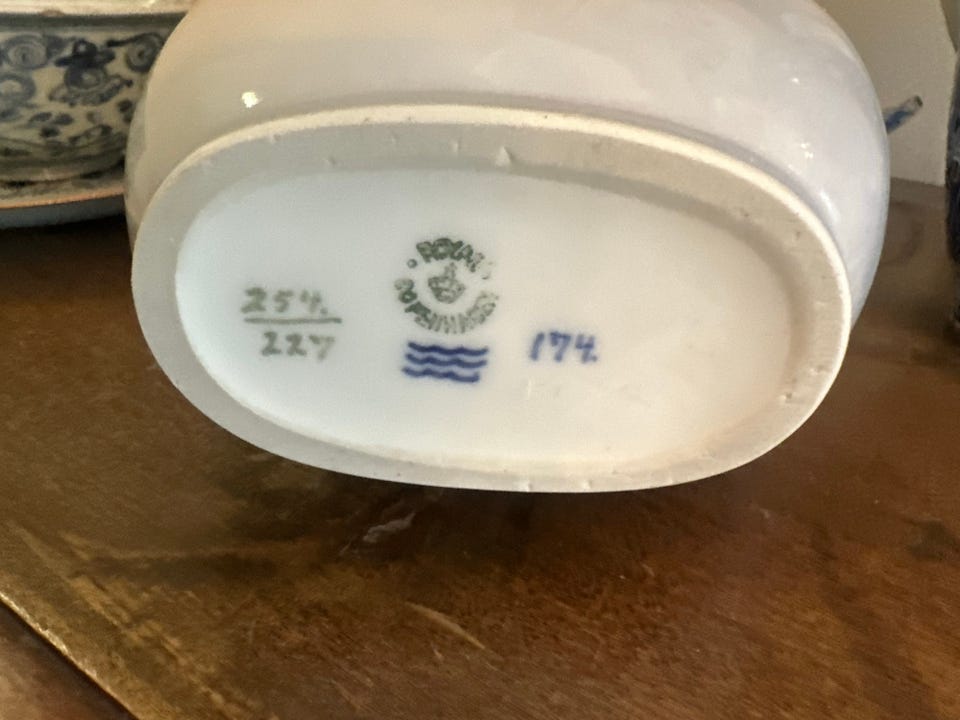 ROYAL
COPENHAGEN
254.
227
174.